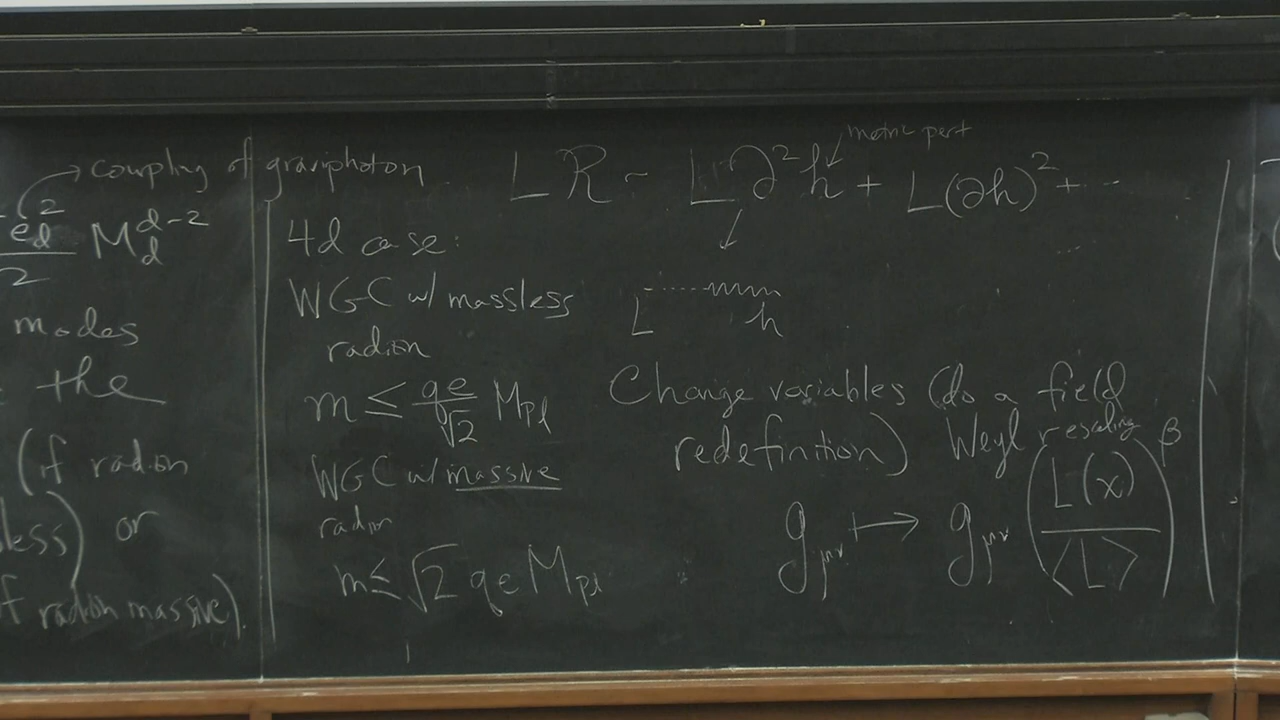 coupling of graviphoton
e_d^2 / 2 M_d^{d-2}
modes
the
(if radion
less) or
if radion massive).
4d case:
WGC w/ massless
radion
m ≤ qe/√2 M_Pl
WGC w/ massive
radion
m ≤ √2 qe M_Pl
metric pert
L R ~ L ∂²h + L(∂h)² + ...
L h
Change variables (do a field
redefinition) Weyl rescaling
g_μν ↦ g_μν (L(x)/⟨L⟩)^β